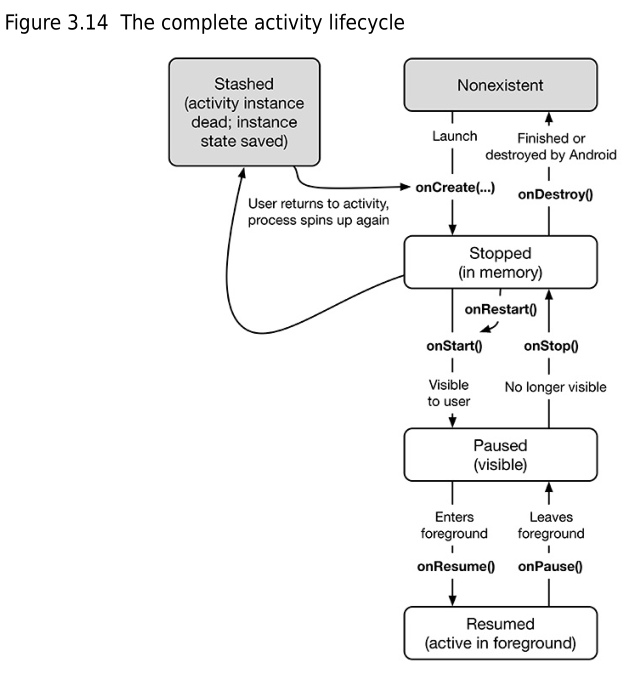 Figure 3.14  The complete activity lifecycle
Stashed
(activity instance
dead; instance
state saved)
Nonexistent
Launch
Finished or
destroyed by Android
onCreate(...)
onDestroy()
User returns to activity,
process spins up again
Stopped
(in memory)
onRestart()
onStart()
onStop()
Visible
to user
No longer visible
Paused
(visible)
Enters
foreground
Leaves
foreground
onResume()
onPause()
Resumed
(active in foreground)